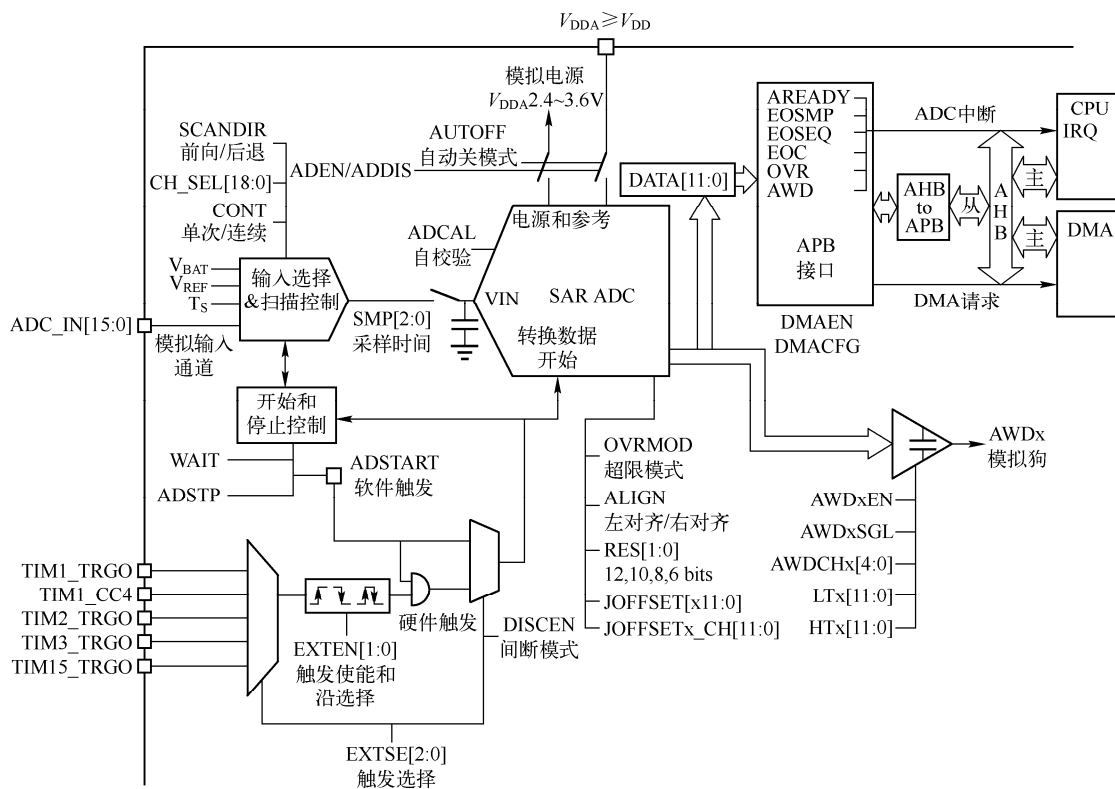 V_DDA≥V_DD
模拟电源
V_DDA2.4~3.6V
SCANDIR
前向/后退
CH_SEL[18:0]
CONT
单次/连续
AUTOFF
自动关模式
ADEN/ADDIS
ADCAL
自校验
V_BAT
V_REF
T_S
ADC_IN[15:0]
模拟输入
通道
输入选择
&扫描控制
SMP[2:0]
采样时间
VIN
电源和参考
SAR ADC
转换数据
开始
DATA[11:0]
AREADY
EOSMP
EOSEQ
EOC
OVR
AWD
APB
接口
DMAEN
DMACFG
ADC中断
AHB
to
APB
从
AHB
主
主
CPU
IRQ
DMA
DMA请求
开始和
停止控制
WAIT
ADSTP
ADSTART
软件触发
OVRMOD
超限模式
ALIGN
左对齐/右对齐
RES[1:0]
12,10,8,6 bits
JOFFSET[x11:0]
JOFFSETx_CH[11:0]
AWDx
模拟狗
AWDxEN
AWDxSGL
AWDCHx[4:0]
LTx[11:0]
HTx[11:0]
TIM1_TRGO
TIM1_CC4
TIM2_TRGO
TIM3_TRGO
TIM15_TRGO
硬件触发
EXTEN[1:0]
触发使能和
沿选择
DISCEN
间断模式
EXTSE[2:0]
触发选择